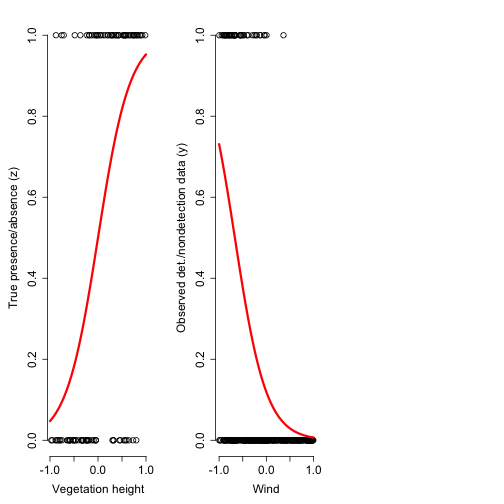 True presence/absence (z)
1.0
0.8
0.6
0.4
0.2
0.0
-1.0 0.0 1.0
Vegetation height
Observed det./nondetection data (y)
1.0
0.8
0.6
0.4
0.2
0.0
-1.0 0.0 1.0
Wind